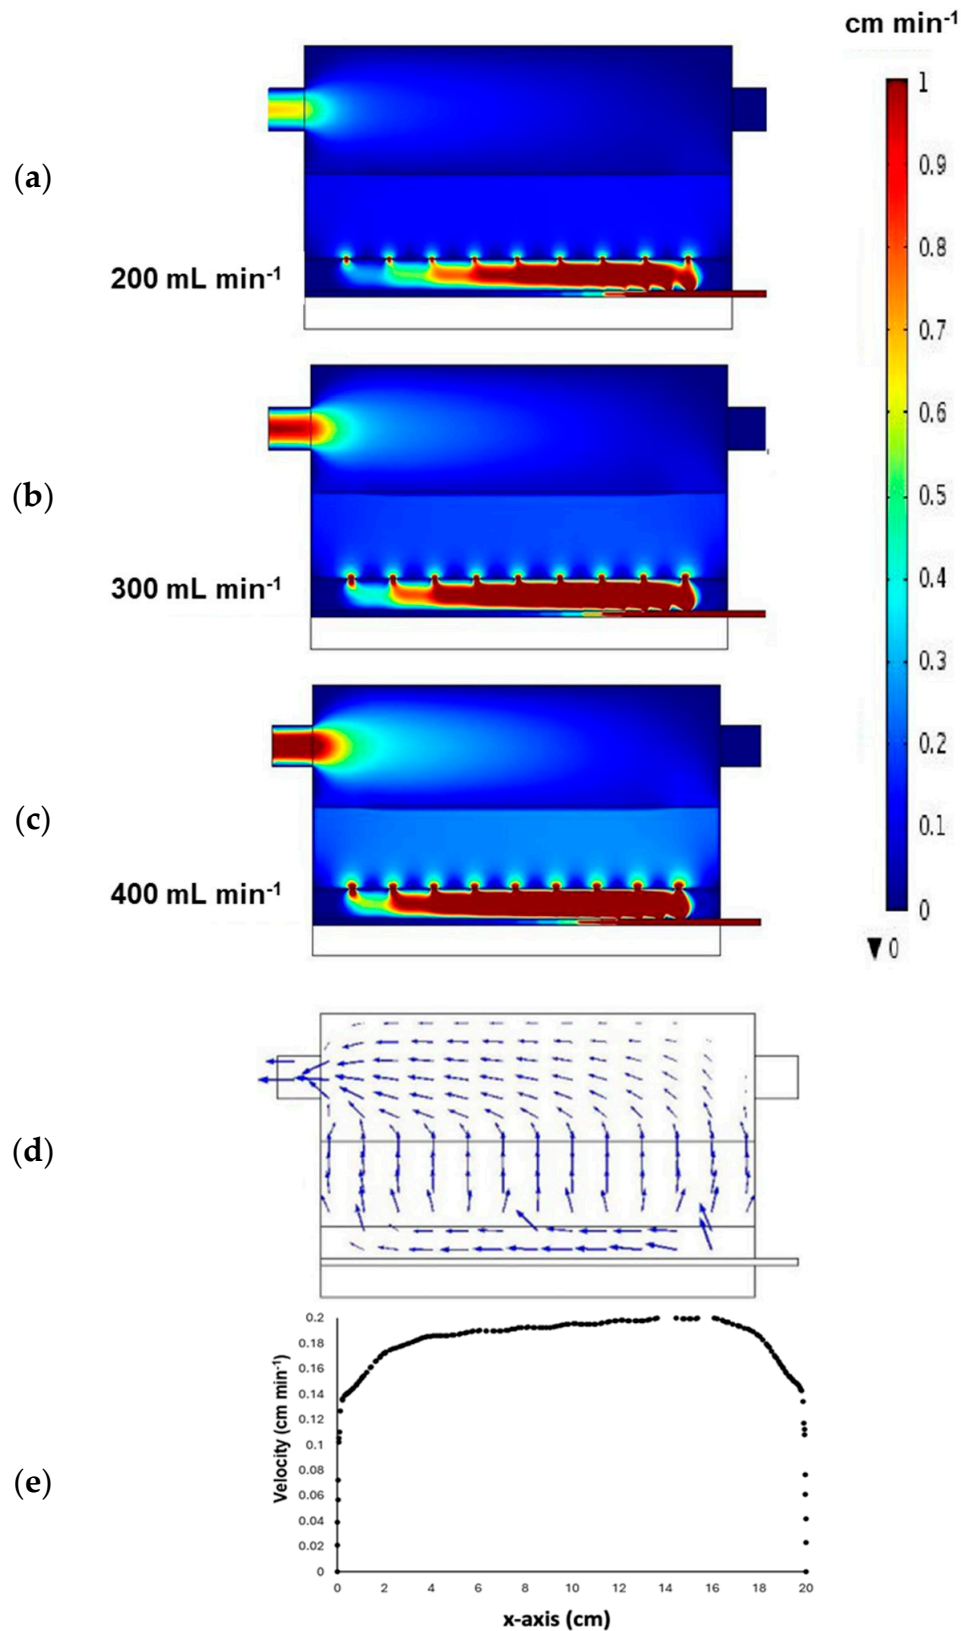 cm min⁻¹
1
0.9
0.8
0.7
0.6
0.5
0.4
0.3
0.2
0.1
0
▼ 0
(a)
200 mL min⁻¹
(b)
300 mL min⁻¹
(c)
400 mL min⁻¹
(d)
(e)
Velocity (cm min⁻¹)
0.2
0.18
0.16
0.14
0.12
0.1
0.08
0.06
0.04
0.02
0
0 2 4 6 8 10 12 14 16 18 20
x-axis (cm)